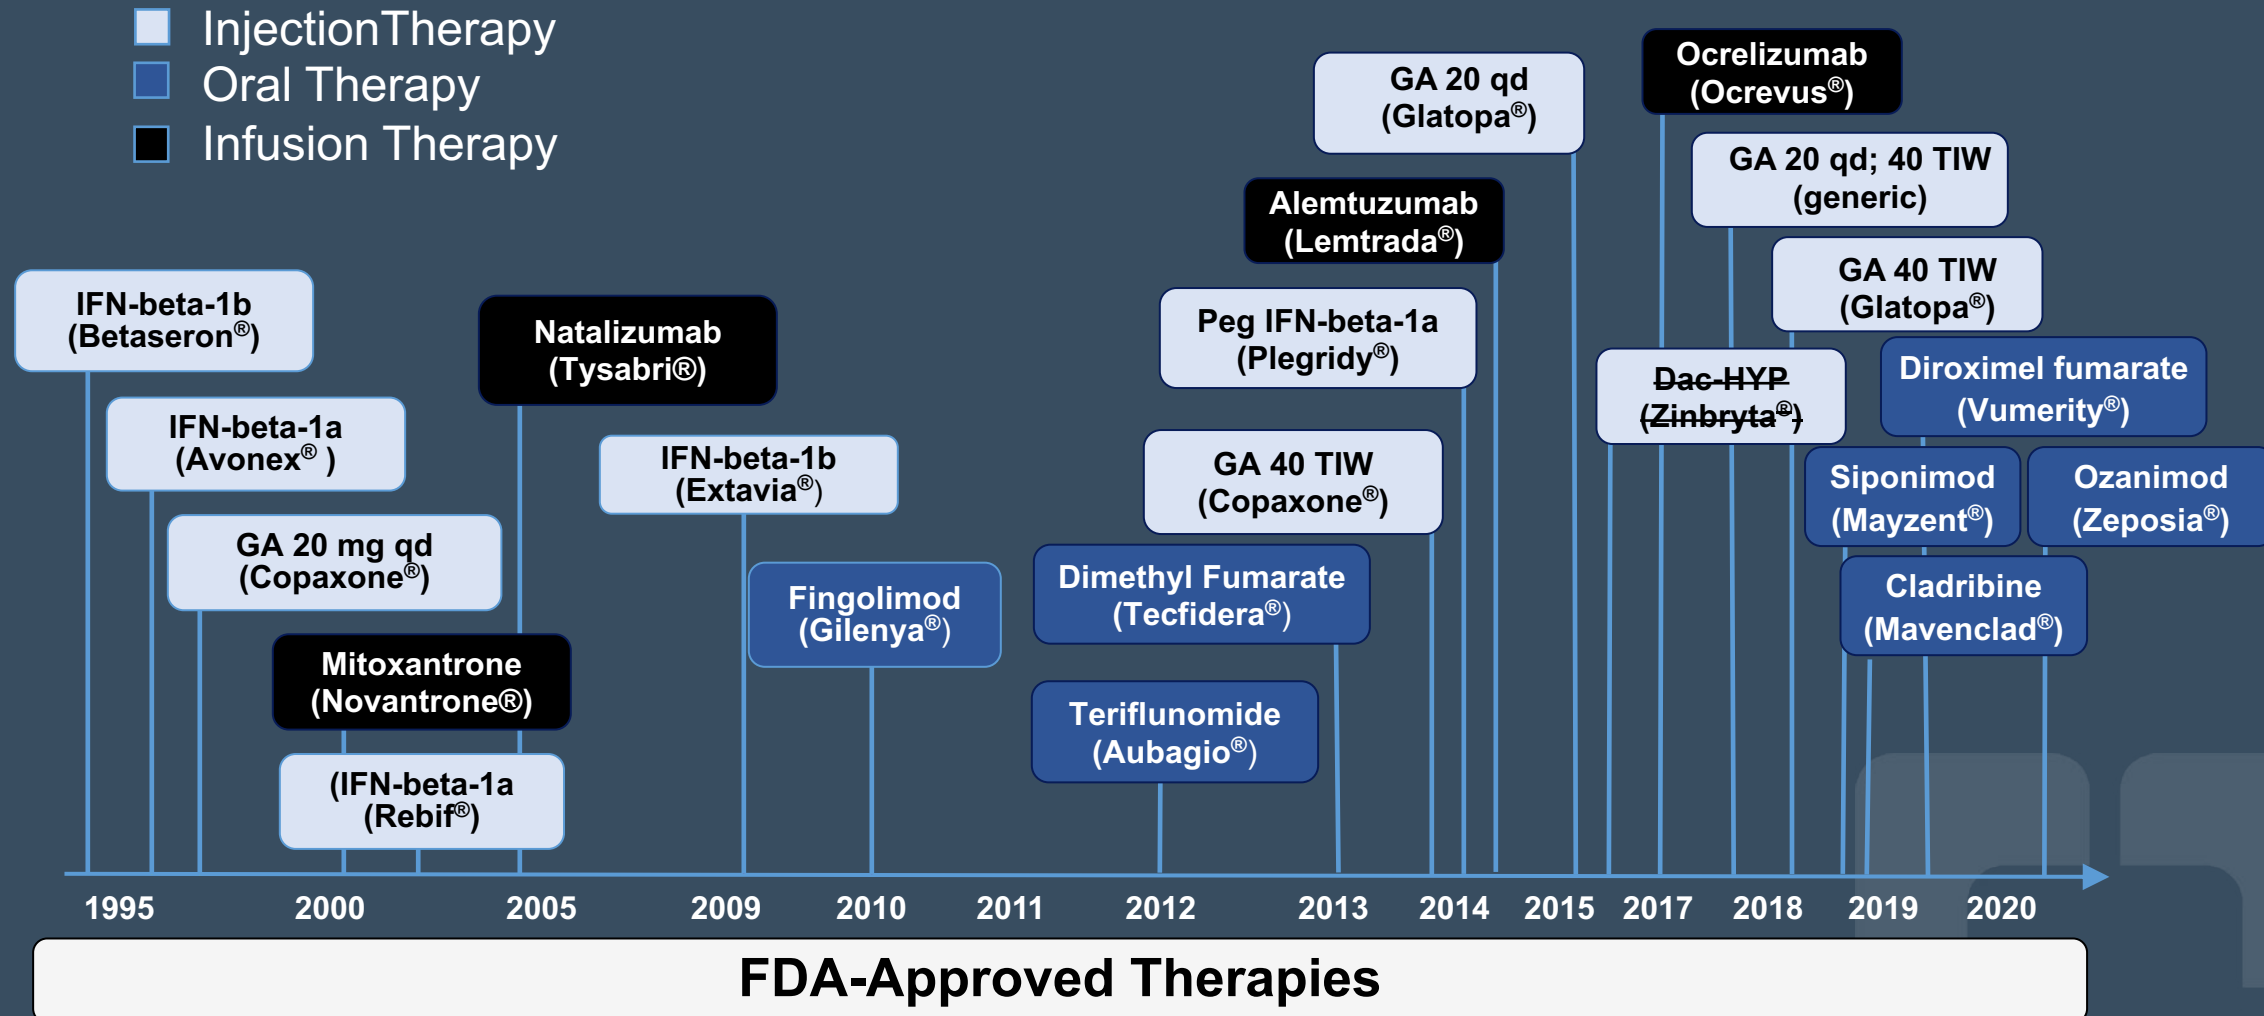 InjectionTherapy
Oral Therapy
Infusion Therapy
IFN-beta-1b
(Betaseron®)
IFN-beta-1a
(Avonex® )
GA 20 mg qd
(Copaxone®)
Mitoxantrone
(Novantrone®)
(IFN-beta-1a
(Rebif®)
Natalizumab
(Tysabri®)
IFN-beta-1b
(Extavia®)
Fingolimod
(Gilenya®)
GA 20 qd
(Glatopa®)
Alemtuzumab
(Lemtrada®)
Peg IFN-beta-1a
(Plegridy®)
GA 40 TIW
(Copaxone®)
Dimethyl Fumarate
(Tecfidera®)
Teriflunomide
(Aubagio®)
Ocrelizumab
(Ocrevus®)
GA 20 qd; 40 TIW
(generic)
GA 40 TIW
(Glatopa®)
Dac-HYP
(Zinbryta®)
Diroximel fumarate
(Vumerity®)
Siponimod
(Mayzent®)
Ozanimod
(Zeposia®)
Cladribine
(Mavenclad®)
1995 2000 2005 2009 2010 2011 2012 2013 2014 2015 2017 2018 2019 2020
FDA-Approved Therapies